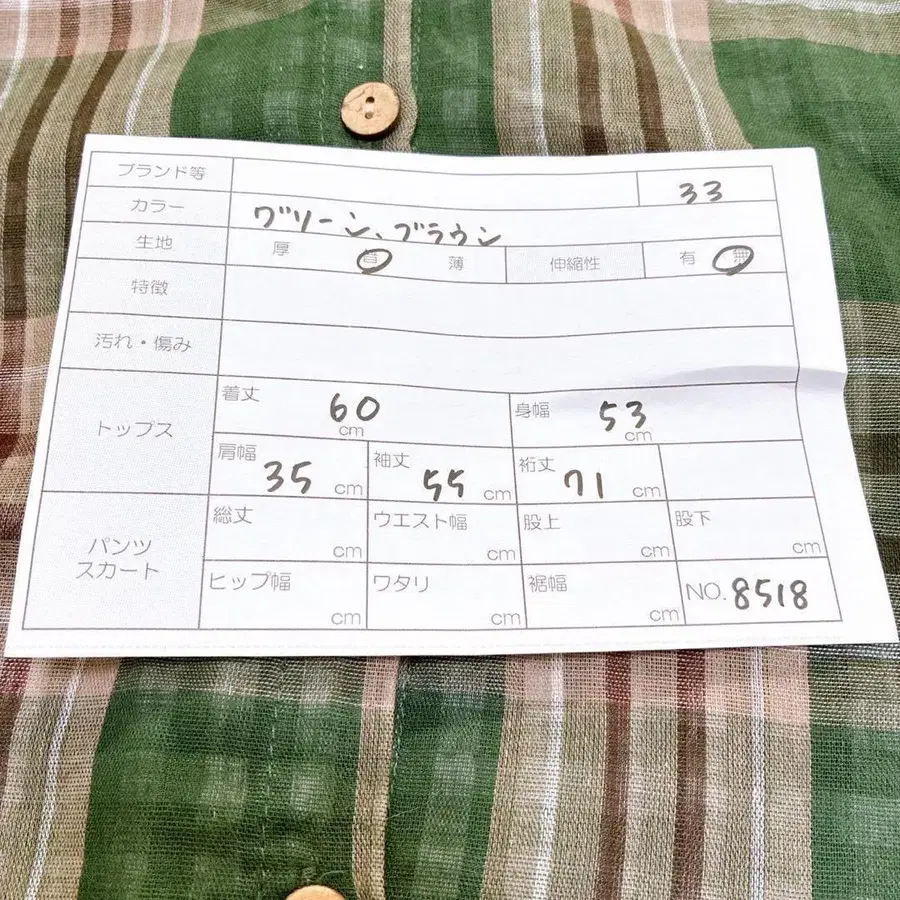 ブランド等 33
カラー グリーン、ブラウン
生地 厚 普 薄 伸縮性 有 無
特徴
汚れ・傷み
トップス
着丈 60 cm 身幅 53 cm
肩幅 35 cm 袖丈 55 cm 裄丈 71 cm
パンツ
スカート
総丈 cm ウエスト幅 cm 股上 cm 股下 cm
ヒップ幅 cm ワタリ cm 裾幅 cm NO. 8518